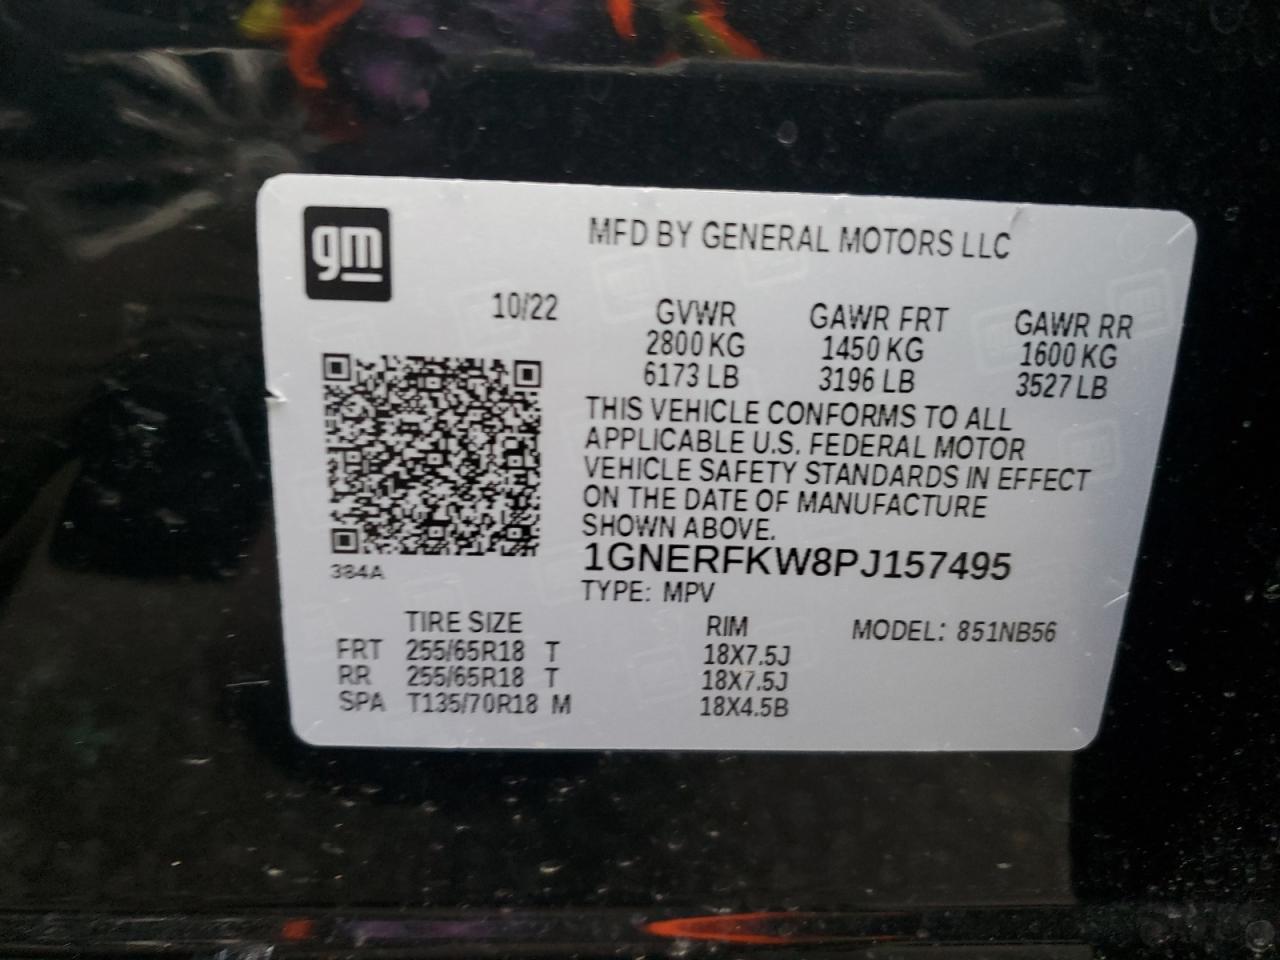 gm
MFD BY GENERAL MOTORS LLC
10/22
GVWR GAWR FRT GAWR RR
2800 KG 1450 KG 1600 KG
6173 LB 3196 LB 3527 LB
THIS VEHICLE CONFORMS TO ALL
APPLICABLE U.S. FEDERAL MOTOR
VEHICLE SAFETY STANDARDS IN EFFECT
ON THE DATE OF MANUFACTURE
SHOWN ABOVE.
1GNERFKW8PJ157495
384A
TYPE: MPV
TIRE SIZE RIM MODEL: 851NB56
FRT 255/65R18 T 18X7.5J
RR 255/65R18 T 18X7.5J
SPA T135/70R18 M 18X4.5B